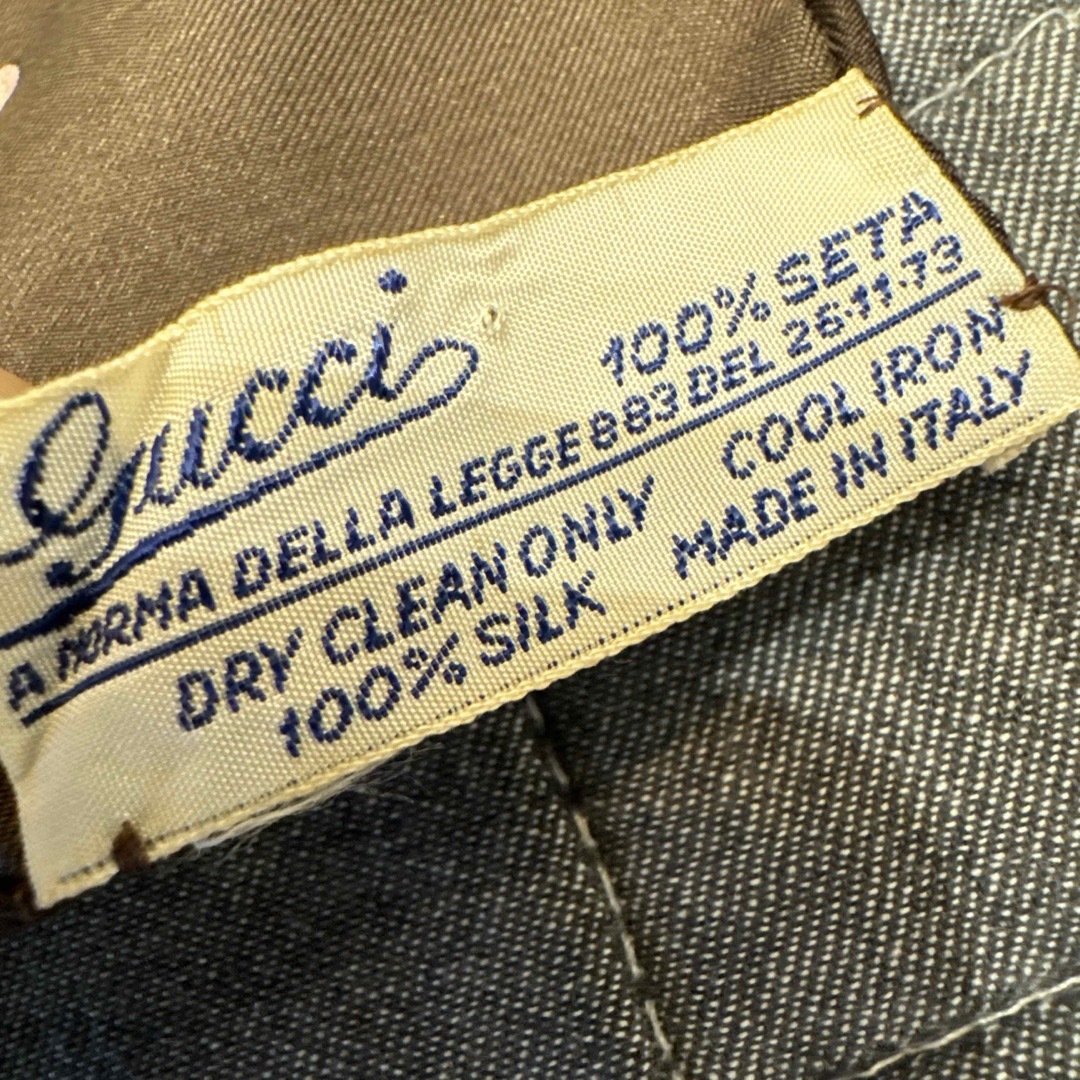 Gucci
100% SETA
A NORMA DELLA LEGGE 883 DEL 26·11·73
DRY CLEAN ONLY COOL IRON
100% SILK MADE IN ITALY